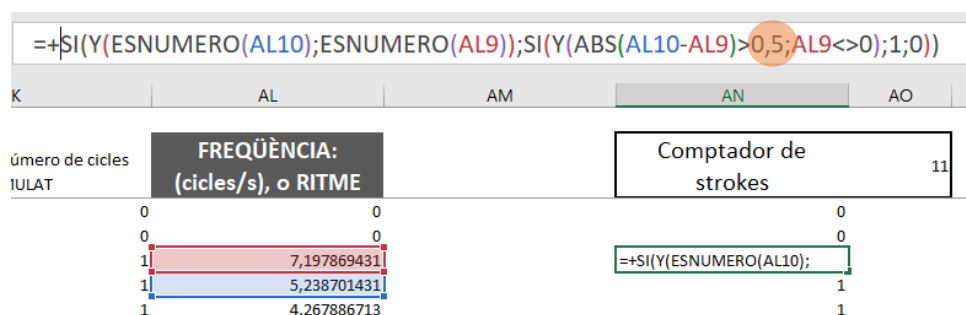 =+SI(Y(ESNUMERO(AL10);ESNUMERO(AL9));SI(Y(ABS(AL10-AL9)>0,5;AL9<>0);1;0))
K AL AM AN AO
FREQÜÈNCIA:
(cicles/s), o RITME
úmero de cicles
MULAT
Comptador de
strokes
11
0 0 0
0 0 0
1 7,197869431 =+SI(Y(ESNUMERO(AL10);
1 5,238701431 1
1 4,267886713 1